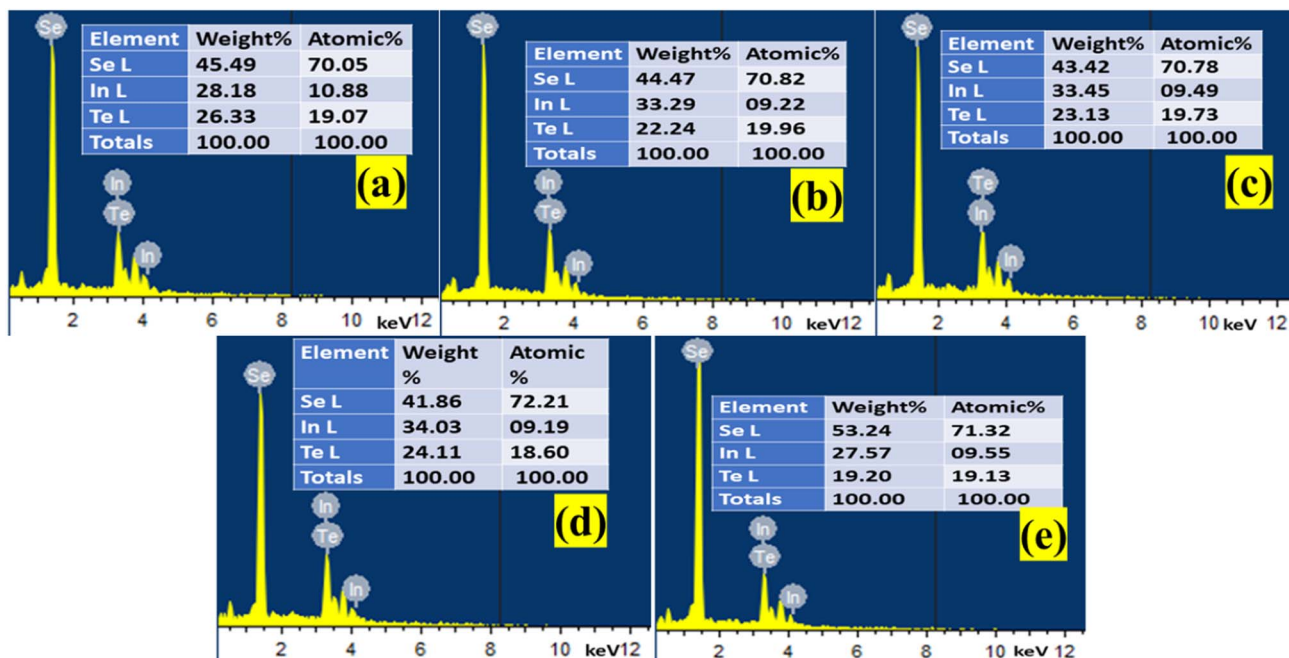 Se
Element Weight% Atomic%
Se L 45.49 70.05
In L 28.18 10.88
Te L 26.33 19.07
Totals 100.00 100.00
(a)
In
Te
In
2 4 6 8 10 keV 12
Se
Element Weight% Atomic%
Se L 44.47 70.82
In L 33.29 09.22
Te L 22.24 19.96
Totals 100.00 100.00
(b)
In
Te
In
2 4 6 8 10 keV 12
Se
Element Weight% Atomic%
Se L 43.42 70.78
In L 33.45 09.49
Te L 23.13 19.73
Totals 100.00 100.00
(c)
Te
In
In
2 4 6 8 10 keV 12
Se
Element Weight Atomic
% %
Se L 41.86 72.21
In L 34.03 09.19
Te L 24.11 18.60
Totals 100.00 100.00
(d)
In
Te
In
2 4 6 8 10 keV 12
Se
Element Weight% Atomic%
Se L 53.24 71.32
In L 27.57 09.55
Te L 19.20 19.13
Totals 100.00 100.00
(e)
In
Te
In
2 4 6 8 10 keV 12